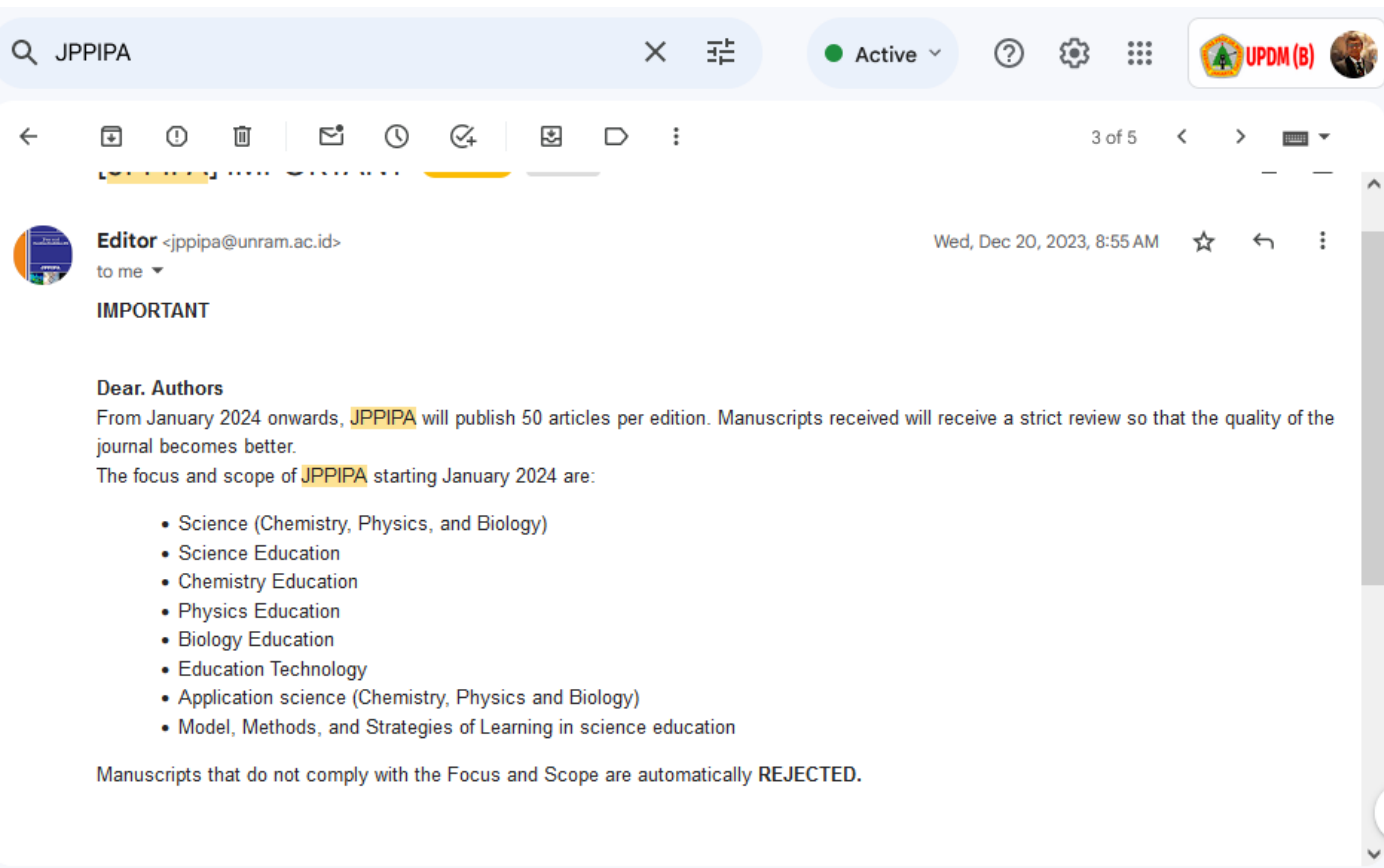 JPPIPA
Active
UPDM (B)
3 of 5
[JPPIPA] IMPORTANT
Editor <jppipa@unram.ac.id>
Wed, Dec 20, 2023, 8:55 AM
to me
IMPORTANT
Dear. Authors
From January 2024 onwards, JPPIPA will publish 50 articles per edition. Manuscripts received will receive a strict review so that the quality of the
journal becomes better.
The focus and scope of JPPIPA starting January 2024 are:
• Science (Chemistry, Physics, and Biology)
• Science Education
• Chemistry Education
• Physics Education
• Biology Education
• Education Technology
• Application science (Chemistry, Physics and Biology)
• Model, Methods, and Strategies of Learning in science education
Manuscripts that do not comply with the Focus and Scope are automatically REJECTED.